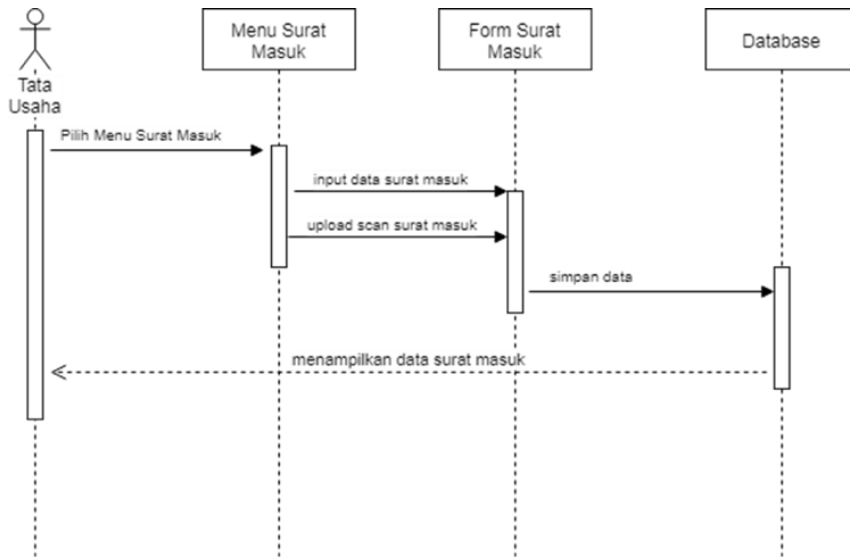 Menu Surat
Masuk
Form Surat
Masuk
Database
Tata
Usaha
Pilih Menu Surat Masuk
input data surat masuk
upload scan surat masuk
simpan data
menampilkan data surat masuk